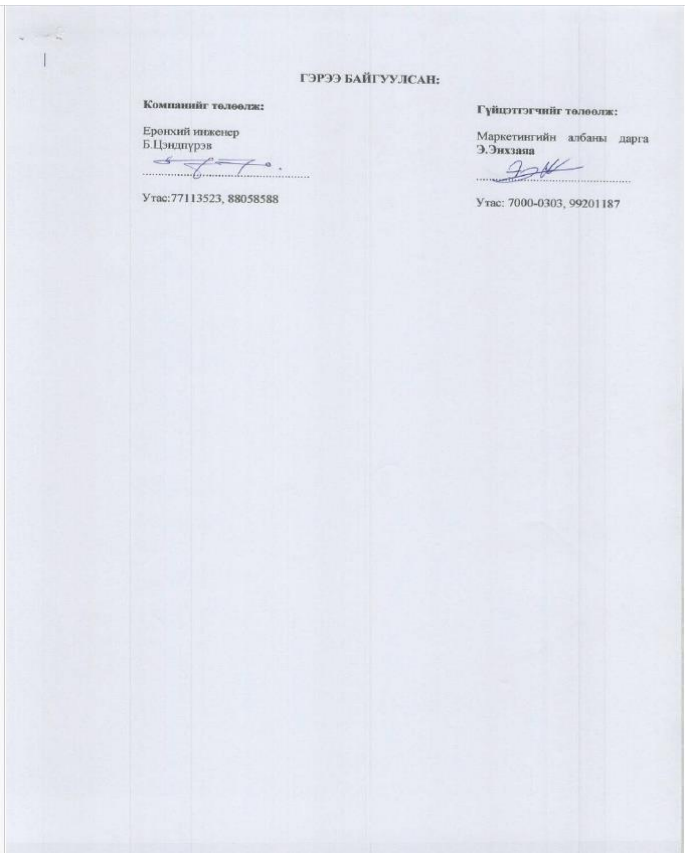 ГЭРЭЭ БАЙГУУЛСАН:
Компанийг төлөөлж:
Ерөнхий инженер
Б.Цэндпүрэв
Утас:77113523, 88058588
Гүйцэтгэгчийг төлөөлж:
Маркетингийн албаны дарга
Э.Энхзаяа
Утас: 7000-0303, 99201187